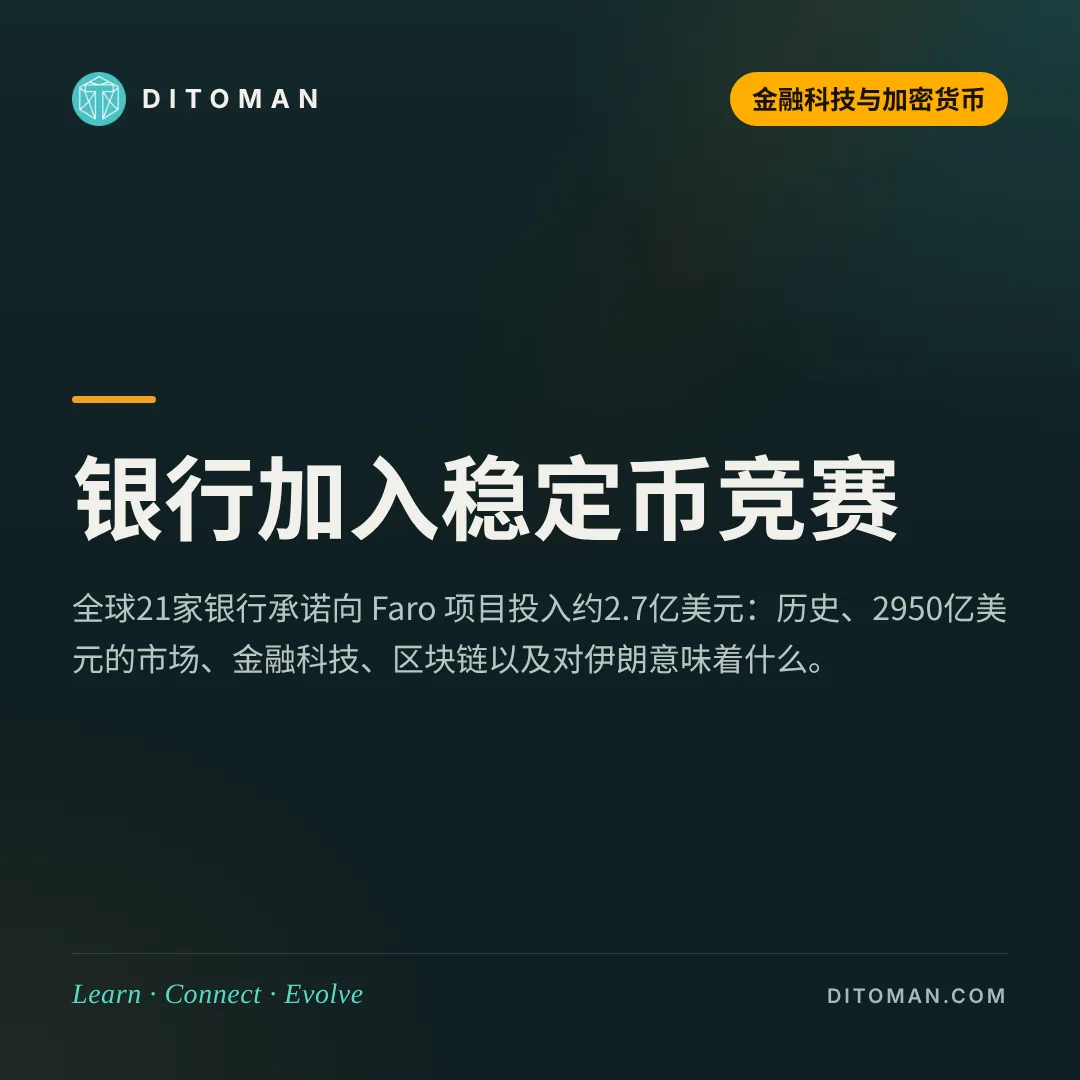 DITOMAN
金融科技与加密货币
银行加入稳定币竞赛
全球21家银行承诺向 Faro 项目投入约2.7亿美元：历史、2950亿美
元的市场、金融科技、区块链以及对伊朗意味着什么。
Learn · Connect · Evolve
DITOMAN.COM